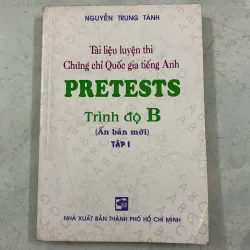 NGUYỄN TRUNG TÁNH
Tài liệu luyện thi
Chứng chỉ Quốc gia tiếng Anh
PRETESTS
Trình độ B
(Ấn bản mới)
TẬP I
NHÀ XUẤT BẢN THÀNH PHỐ HỒ CHÍ MINH